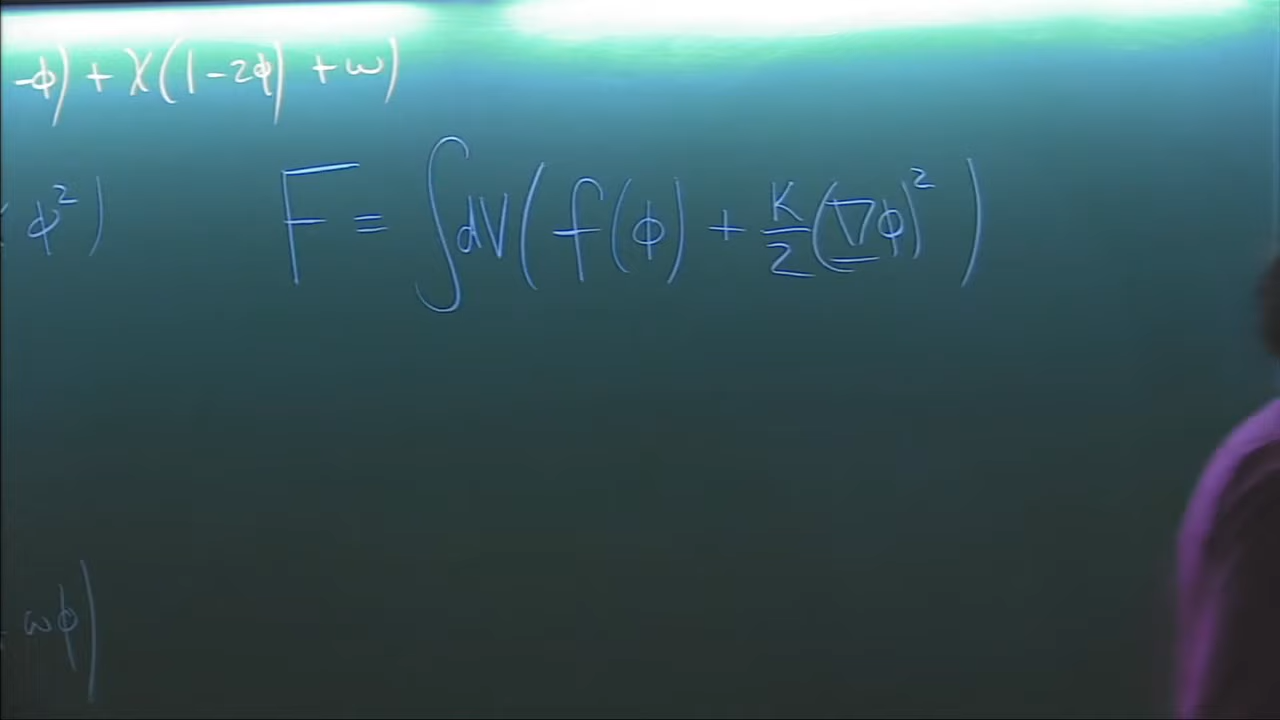 -ϕ) + χ(1-2ϕ) + ω)
ϕ²)
F = ∫dV( f(ϕ) + K/2 (∇ϕ)² )
ωϕ)